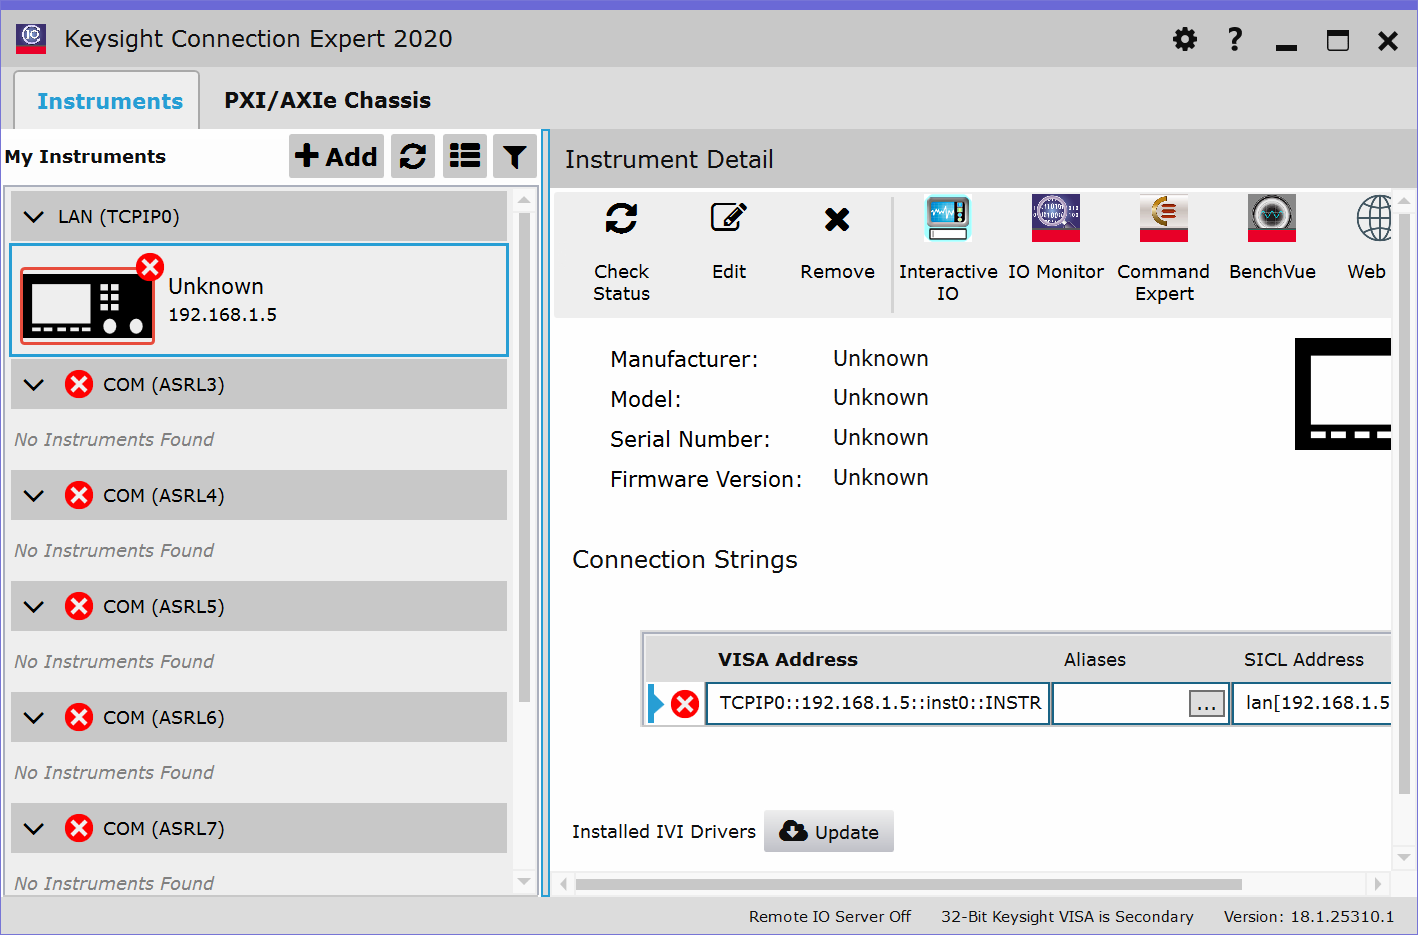 Keysight Connection Expert 2020
Instruments
PXI/AXIe Chassis
My Instruments
Add
LAN (TCPIP0)
Unknown
192.168.1.5
COM (ASRL3)
No Instruments Found
COM (ASRL4)
No Instruments Found
COM (ASRL5)
No Instruments Found
COM (ASRL6)
No Instruments Found
COM (ASRL7)
No Instruments Found
Instrument Detail
Check
Status
Edit
Remove
Interactive
IO
IO Monitor
Command
Expert
BenchVue
Web
Manufacturer: Unknown
Model: Unknown
Serial Number: Unknown
Firmware Version: Unknown
Connection Strings
VISA Address Aliases SICL Address
TCPIP0::192.168.1.5::inst0::INSTR ... lan[192.168.1.5
Installed IVI Drivers Update
Remote IO Server Off 32-Bit Keysight VISA is Secondary Version: 18.1.25310.1